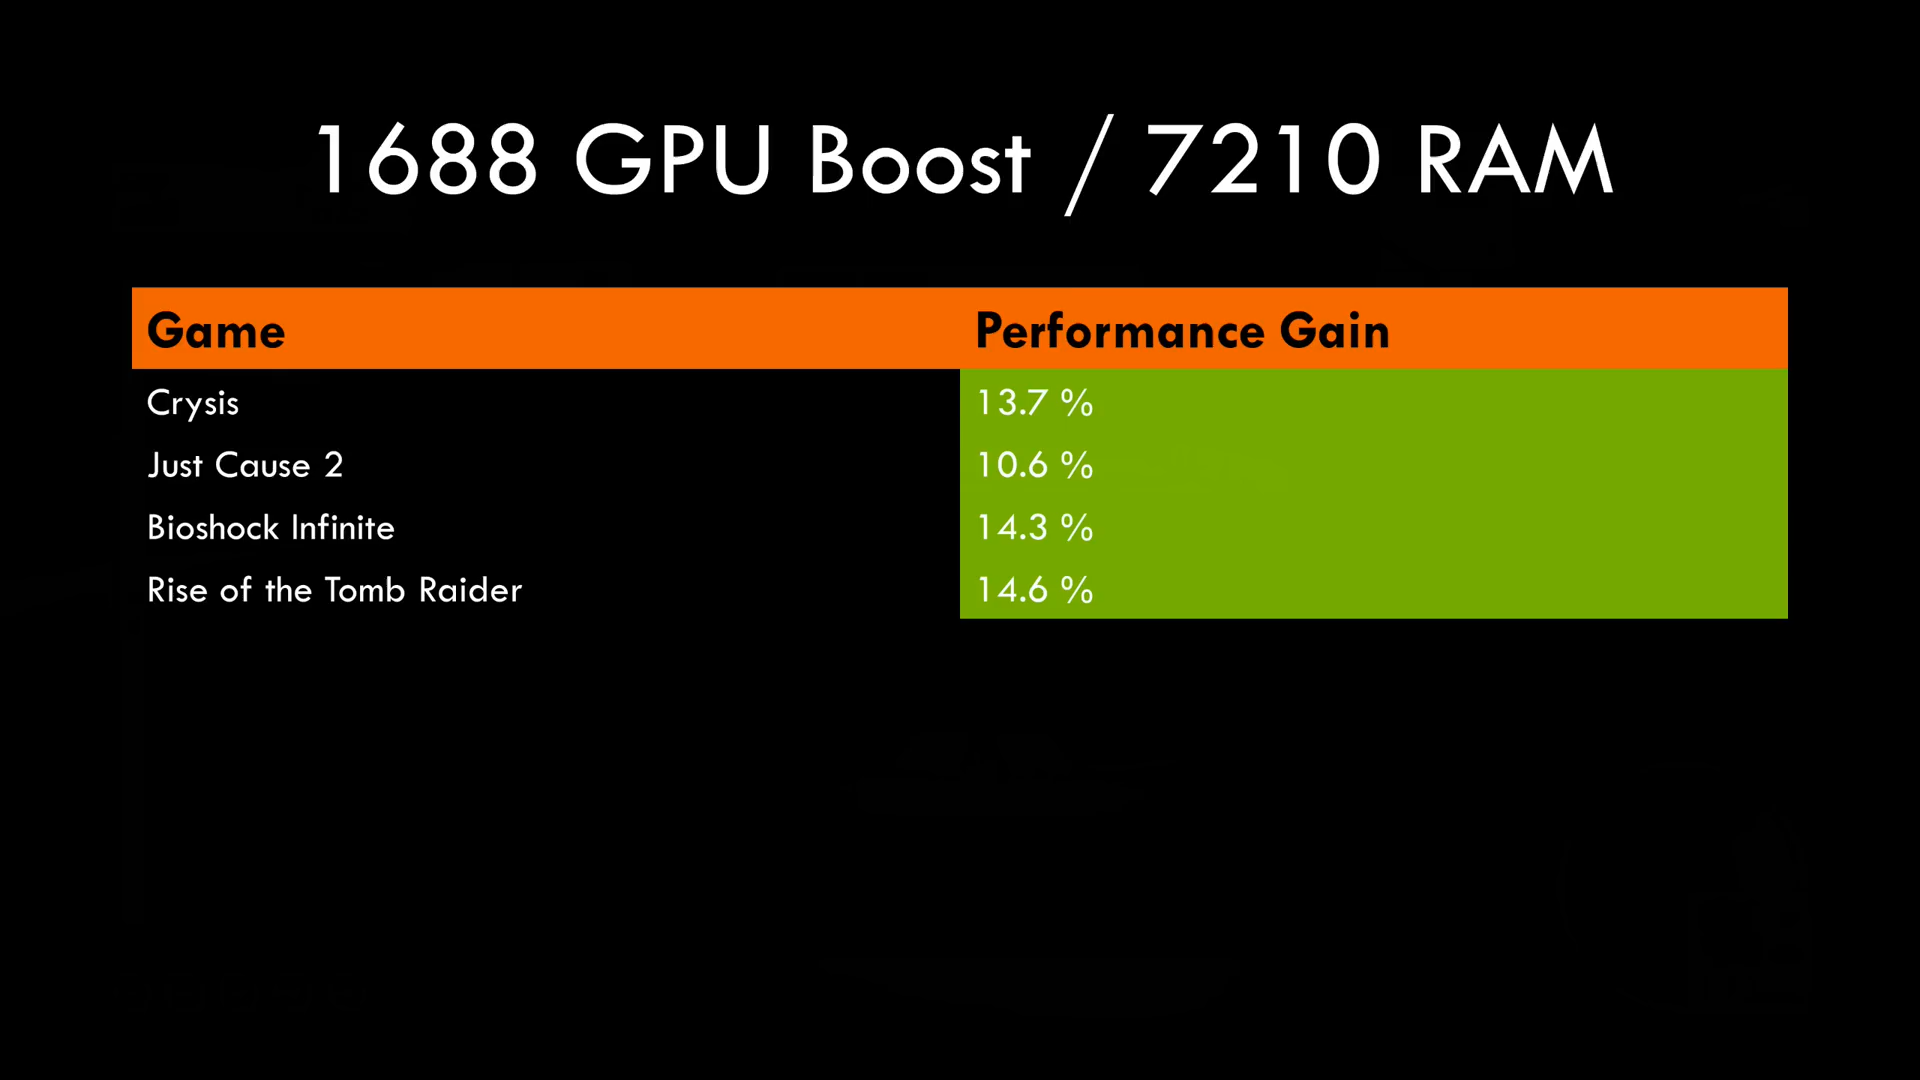 1688 GPU Boost / 7210 RAM
Game Performance Gain
Crysis 13.7 %
Just Cause 2 10.6 %
Bioshock Infinite 14.3 %
Rise of the Tomb Raider 14.6 %